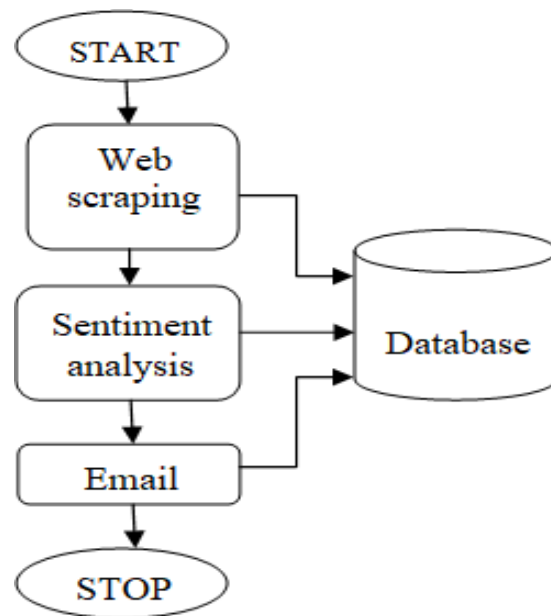 START
Web
scraping
Sentiment
analysis
Database
Email
STOP